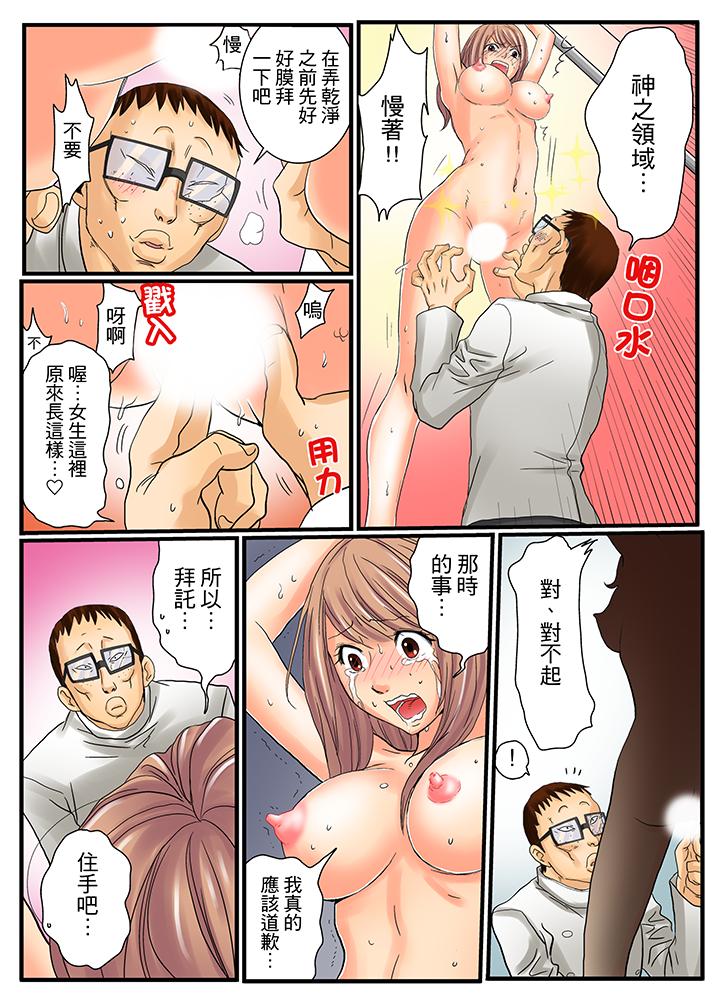 神之領域…
慢著!!
咽口水
在弄乾淨
之前先好
好膜拜
一下吧
慢
不要
嗚
戳入
呀啊
不
用力
喔…女生這裡
原來長這樣…♡
對、對不起
!
那時
的事…
我真的
應該道歉…
所以…
拜託…
住手吧…